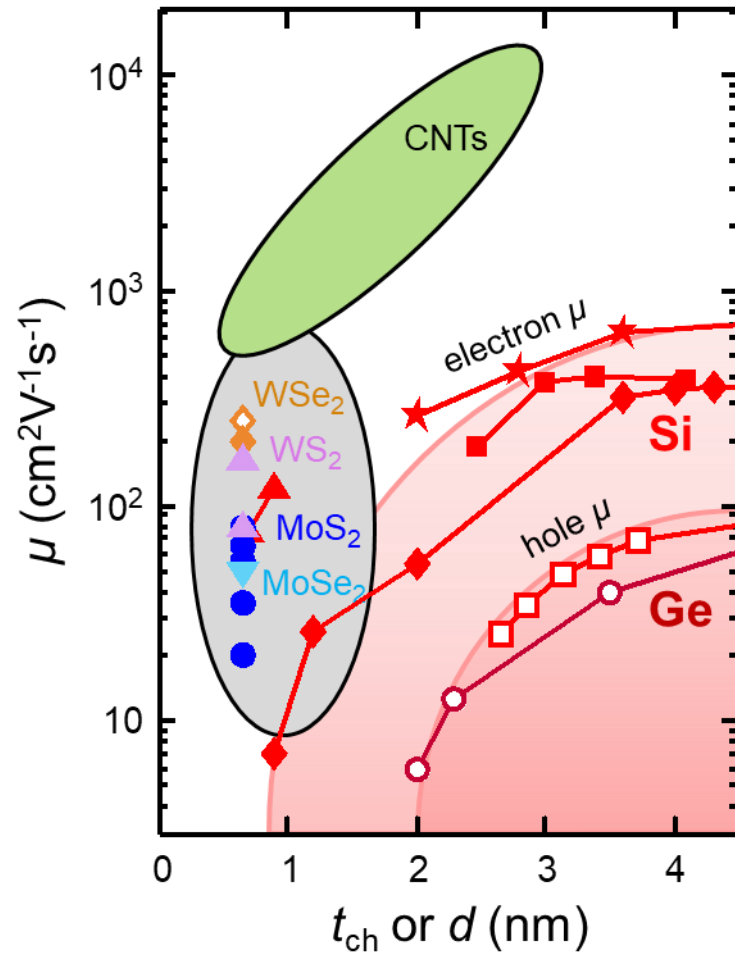 10⁴
10³
10²
10
μ (cm²V⁻¹s⁻¹)
CNTs
electron μ
WSe₂
WS₂
Si
MoS₂
hole μ
MoSe₂
Ge
0 1 2 3 4
t_ch or d (nm)